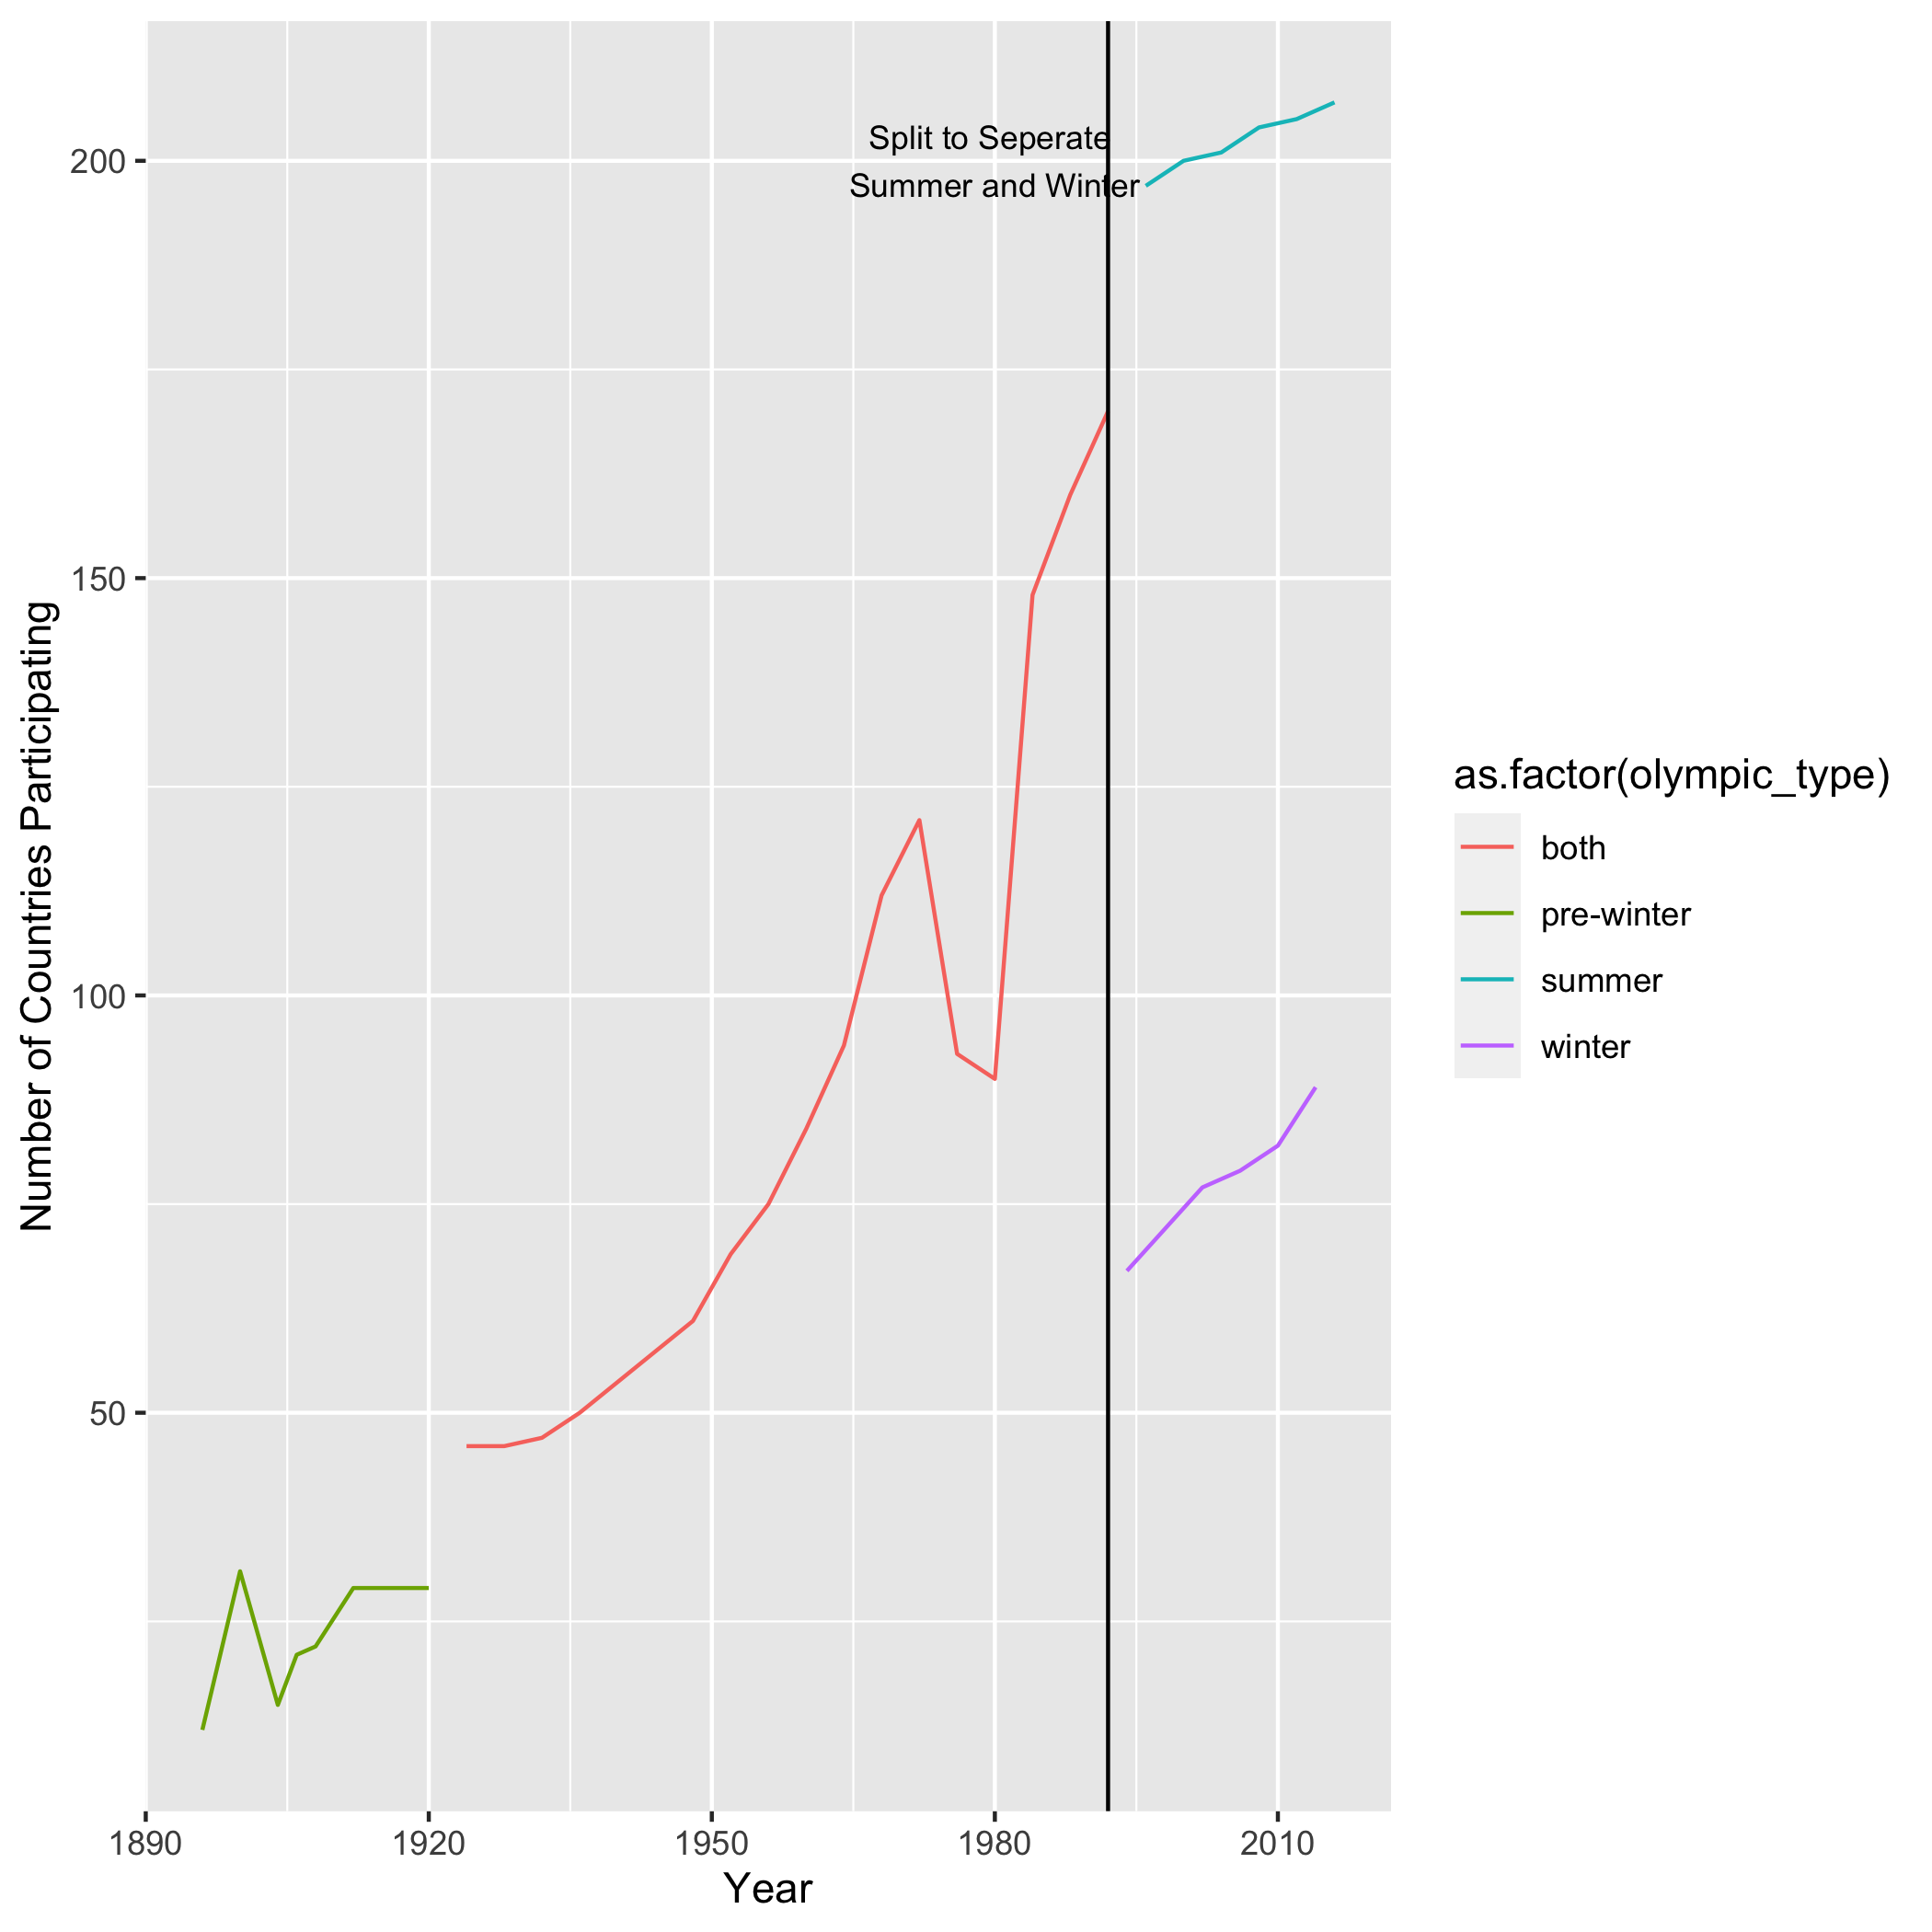 Split to Seperate
Summer and Winter
200
150
100
50
Number of Countries Participating
1890
1920
1950
1980
2010
Year
as.factor(olympic_type)
both
pre-winter
summer
winter